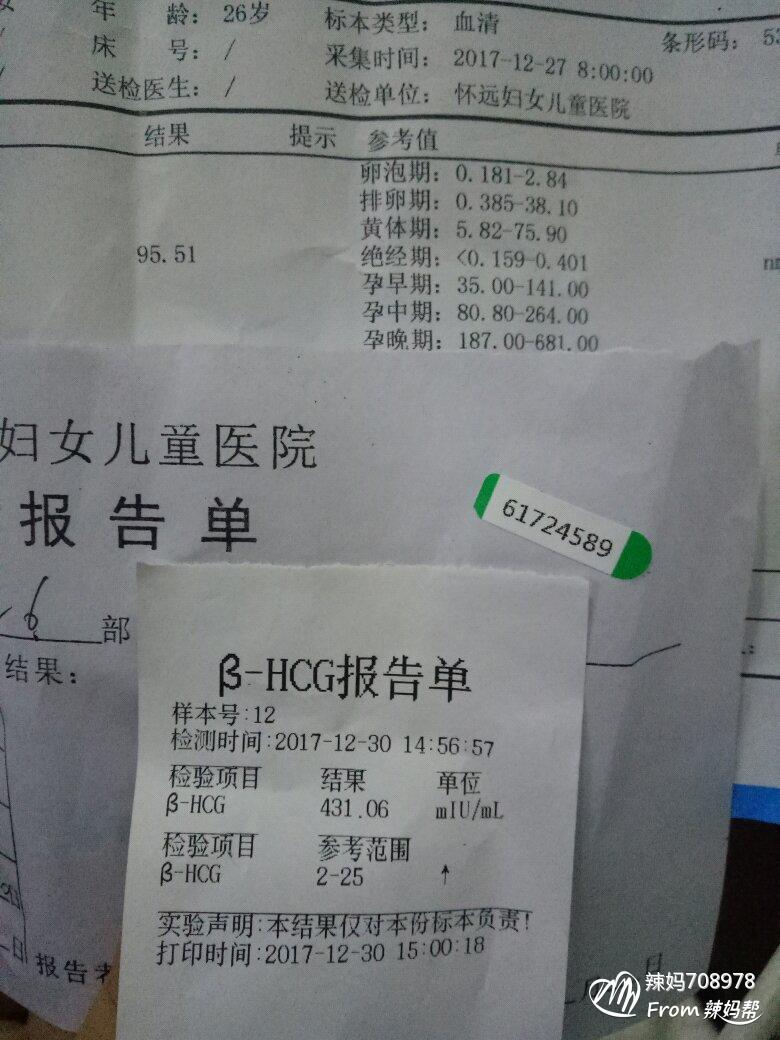 年 龄: 26岁 标本类型: 血清
床 号: / 采集时间: 2017-12-27 8:00:00 条形码: 53
送检医生: / 送检单位: 怀远妇女儿童医院
结果 提示 参考值
卵泡期: 0.181-2.84
排卵期: 0.385-38.10
黄体期: 5.82-75.90
95.51 绝经期: <0.159-0.401
孕早期: 35.00-141.00
孕中期: 80.80-264.00
孕晚期: 187.00-681.00
妇女儿童医院
报告单
61724589
部
结果:
β-HCG报告单
样本号:12
检测时间:2017-12-30 14:56:57
检验项目 结果 单位
β-HCG 431.06 mIU/mL
检验项目 参考范围
β-HCG 2-25 ↑
实验声明:本结果仅对本份标本负责!
打印时间:2017-12-30 15:00:18
报告者
月 日
辣妈708978
From 辣妈帮